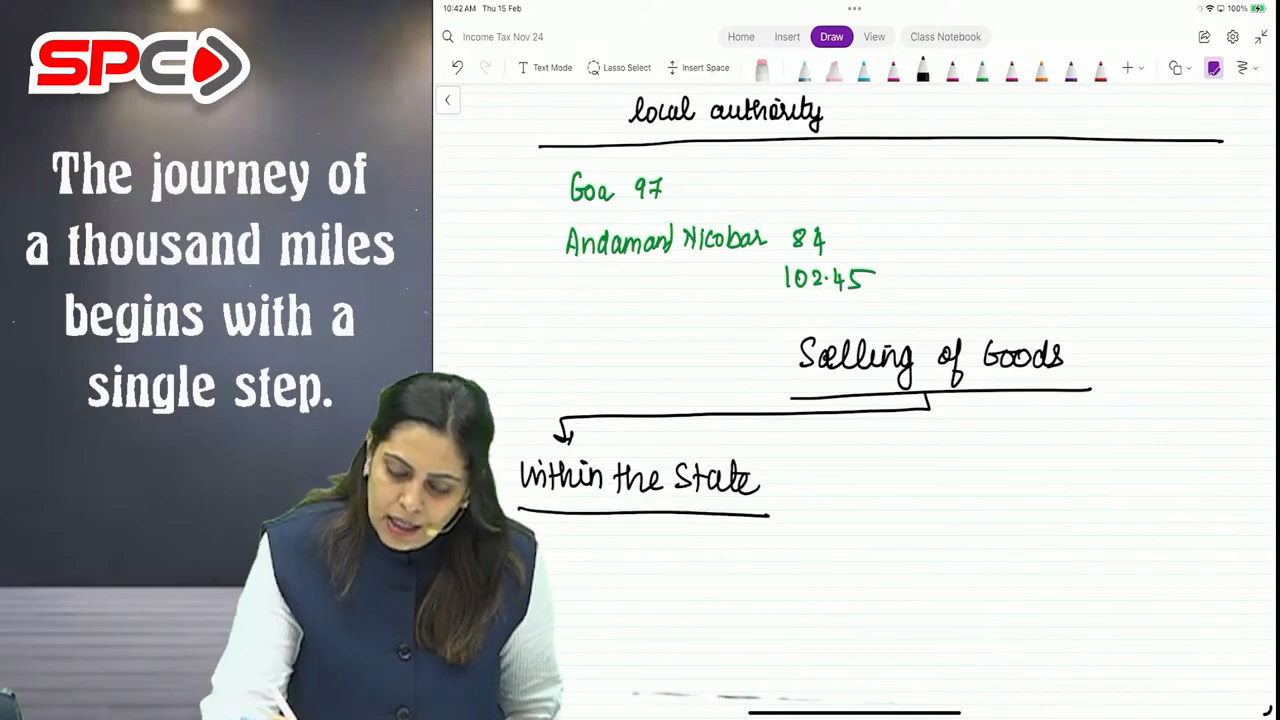 SPED
The journey of
a thousand miles
begins with a
single step.
10:42 AM Thu 15 Feb
100%
Income Tax Nov 24
Home Insert Draw View Class Notebook
Text Mode Lasso Select Insert Space
local authority
Goa 97
Andaman Nicobar 84
102.45
Selling of Goods
Within the State